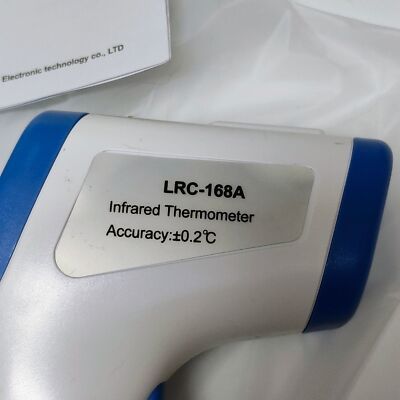 Electronic technology co., LTD
LRC-168A
Infrared Thermometer
Accuracy:±0.2℃